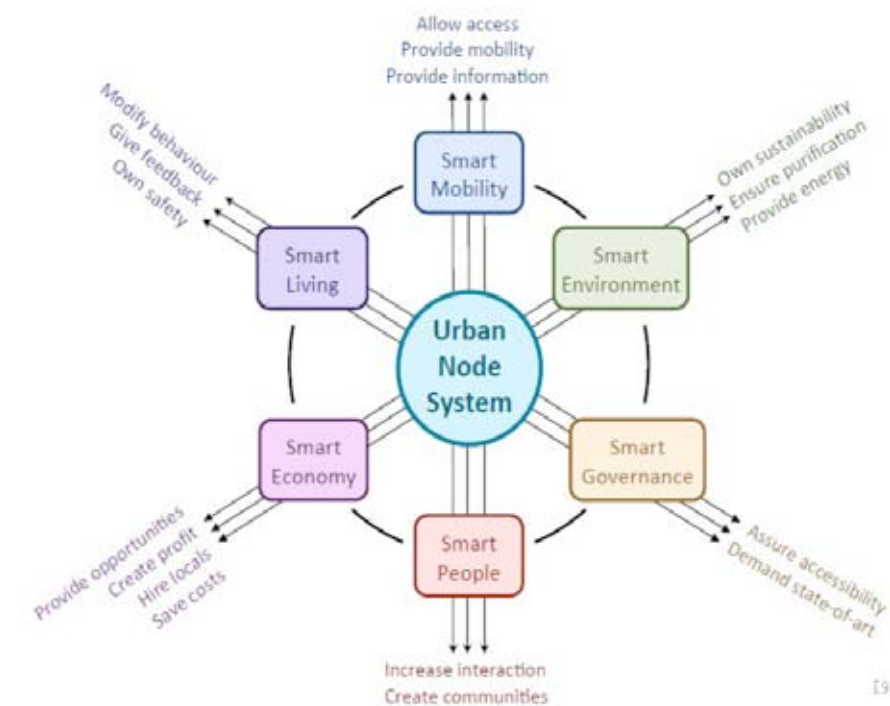 Allow access
Provide mobility
Provide information
Smart
Mobility
Modify behaviour
Give feedback
Own safety
Smart
Living
Own sustainability
Ensure purification
Provide energy
Smart
Environment
Urban
Node
System
Smart
Economy
Provide opportunities
Create profit
Hire locals
Save costs
Smart
Governance
Assure accessibility
Demand state-of-art
Smart
People
Increase interaction
Create communities